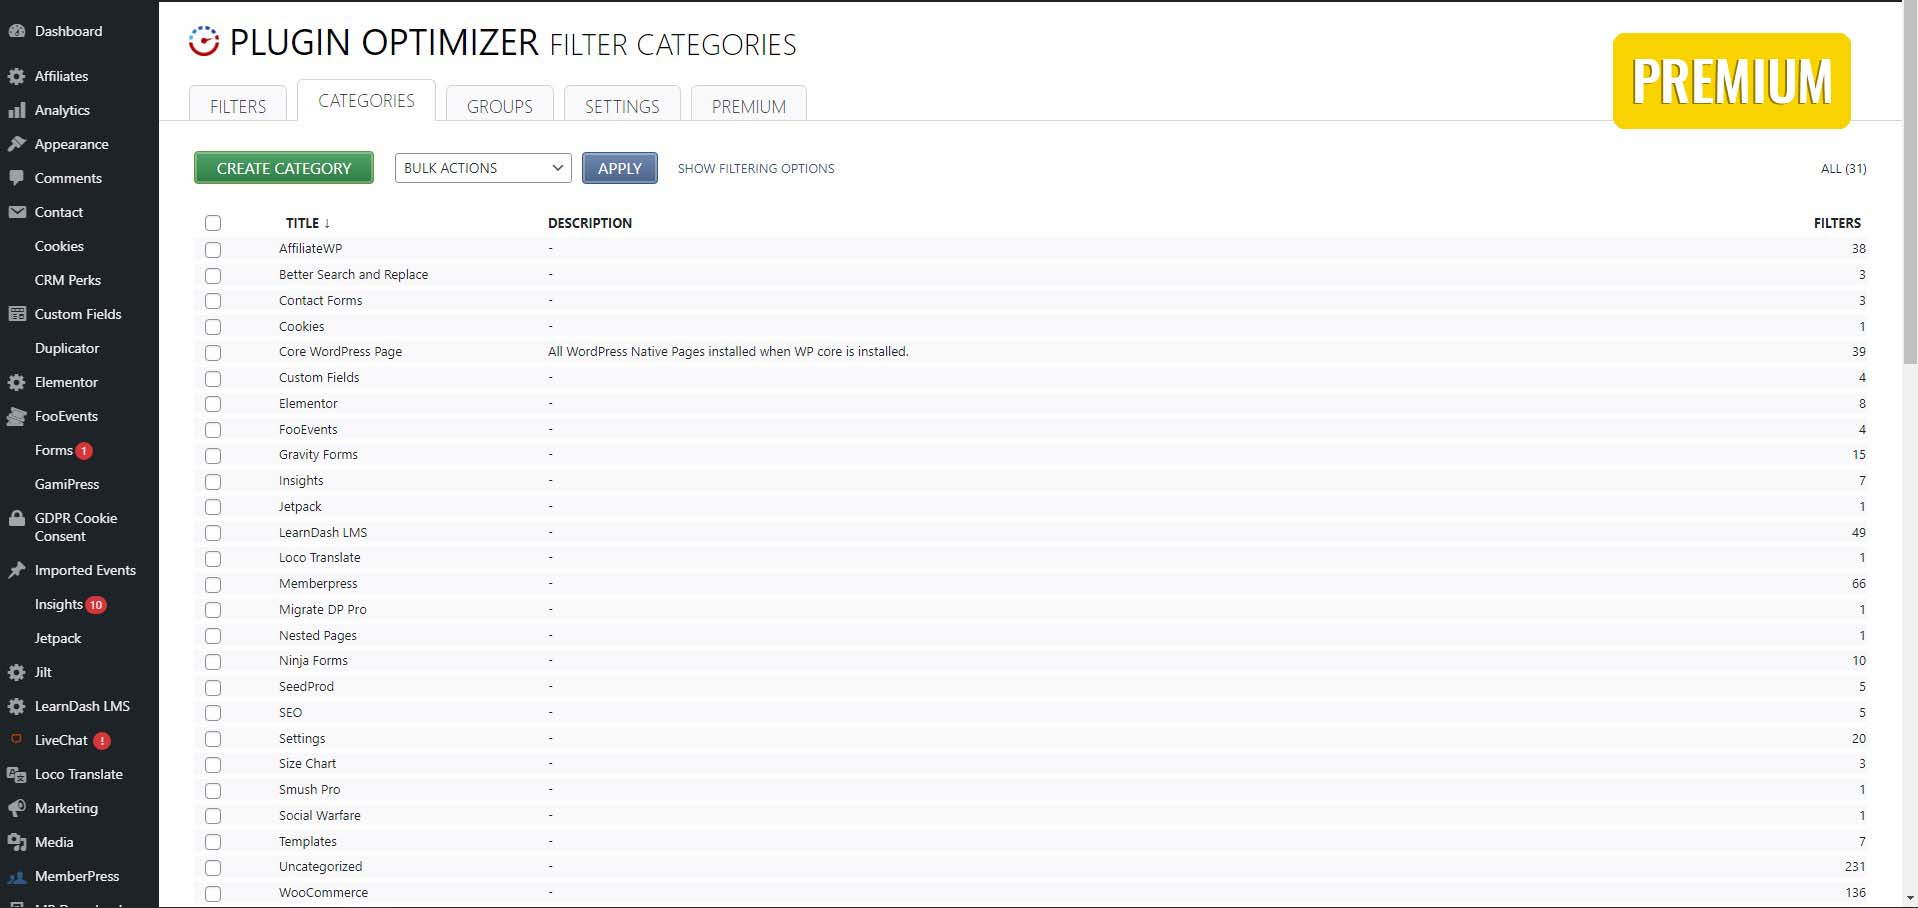 Dashboard
Affiliates
Analytics
Appearance
Comments
Contact
Cookies
CRM Perks
Custom Fields
Duplicator
Elementor
FooEvents
Forms 1
GamiPress
GDPR Cookie
Consent
Imported Events
Insights 10
Jetpack
Jilt
LearnDash LMS
LiveChat !
Loco Translate
Marketing
Media
MemberPress
PLUGIN OPTIMIZER FILTER CATEGORIES
PREMIUM
FILTERS CATEGORIES GROUPS SETTINGS PREMIUM
CREATE CATEGORY BULK ACTIONS APPLY SHOW FILTERING OPTIONS ALL (31)
TITLE ↓ DESCRIPTION FILTERS
AffiliateWP - 38
Better Search and Replace - 3
Contact Forms - 3
Cookies - 1
Core WordPress Page All WordPress Native Pages installed when WP core is installed. 39
Custom Fields - 4
Elementor - 8
FooEvents - 4
Gravity Forms - 15
Insights - 7
Jetpack - 1
LearnDash LMS - 49
Loco Translate - 1
Memberpress - 66
Migrate DP Pro - 1
Nested Pages - 1
Ninja Forms - 10
SeedProd - 5
SEO - 5
Settings - 20
Size Chart - 3
Smush Pro - 1
Social Warfare - 1
Templates - 7
Uncategorized - 231
WooCommerce - 136